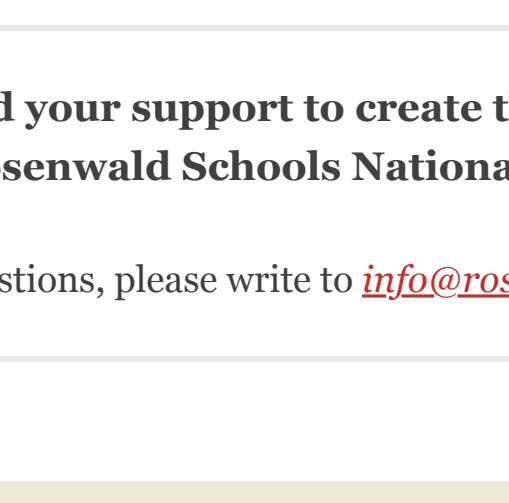 d your support to create t
senwald Schools Nationa
stions, please write to info@ros